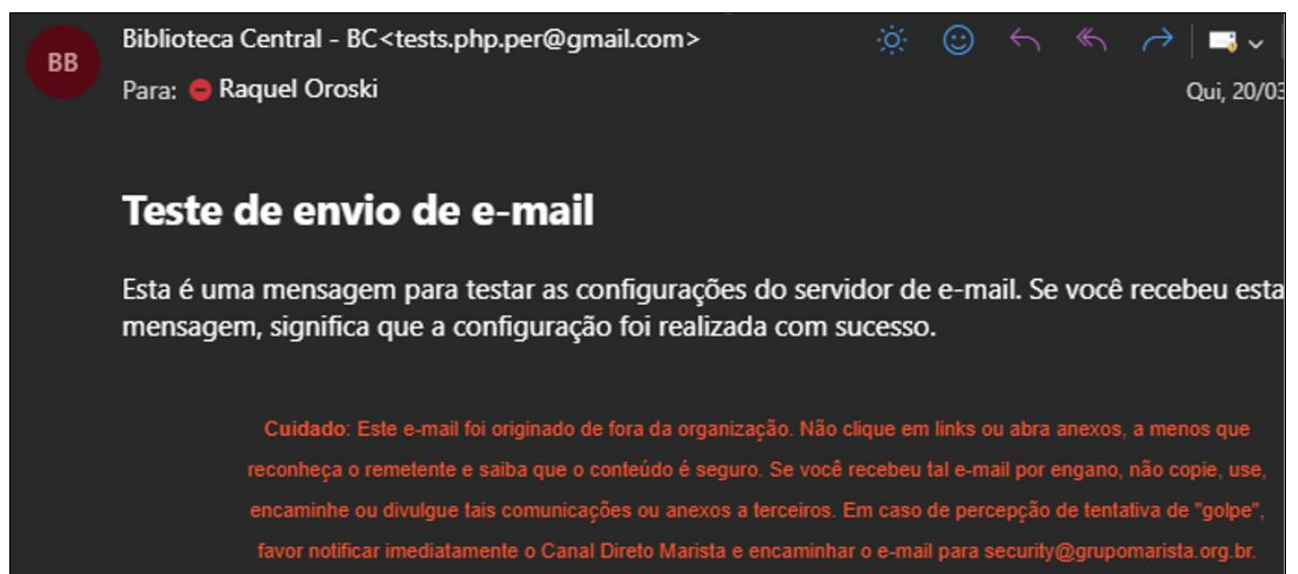 Biblioteca Central - BC<tests.php.per@gmail.com>
BB
Para: Raquel Oroski
Qui, 20/03
Teste de envio de e-mail
Esta é uma mensagem para testar as configurações do servidor de e-mail. Se você recebeu esta
mensagem, significa que a configuração foi realizada com sucesso.
Cuidado: Este e-mail foi originado de fora da organização. Não clique em links ou abra anexos, a menos que
reconheça o remetente e saiba que o conteúdo é seguro. Se você recebeu tal e-mail por engano, não copie, use,
encaminhe ou divulgue tais comunicações ou anexos a terceiros. Em caso de percepção de tentativa de "golpe",
favor notificar imediatamente o Canal Direto Marista e encaminhar o e-mail para security@grupomarista.org.br.